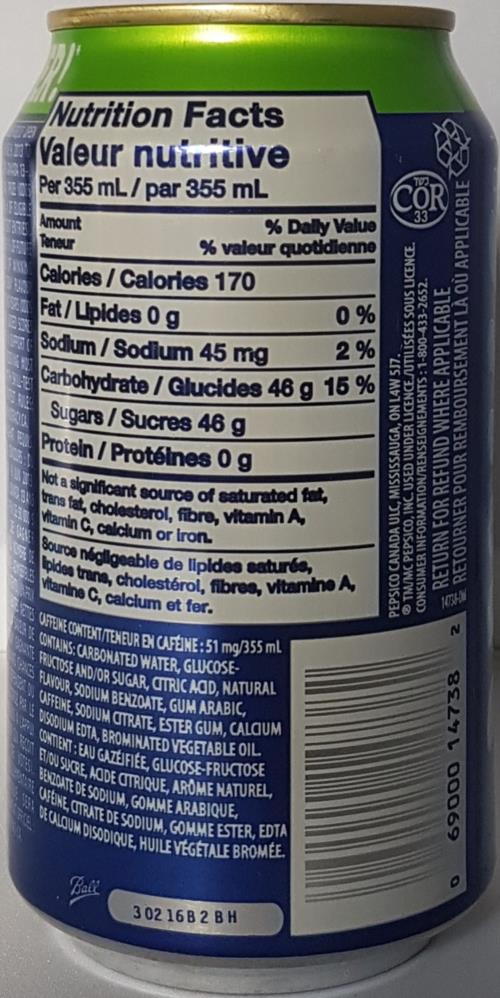 ER!*
Nutrition Facts
Valeur nutritive
Per 355 mL / par 355 mL
Amount % Daily Value
Teneur % valeur quotidienne
Calories / Calories 170
Fat / Lipides 0 g 0 %
Sodium / Sodium 45 mg 2 %
Carbohydrate / Glucides 46 g 15 %
Sugars / Sucres 46 g
Protein / Protéines 0 g
Not a significant source of saturated fat,
trans fat, cholesterol, fibre, vitamin A,
vitamin C, calcium or iron.
Source négligeable de lipides saturés,
lipides trans, cholestérol, fibres, vitamine A,
vitamine C, calcium et fer.
CAFFEINE CONTENT/TENEUR EN CAFÉINE : 51 mg/355 ml
CONTAINS: CARBONATED WATER, GLUCOSE-
FRUCTOSE AND/OR SUGAR, CITRIC ACID, NATURAL
FLAVOUR, SODIUM BENZOATE, GUM ARABIC,
CAFFEINE, SODIUM CITRATE, ESTER GUM, CALCIUM
DISODIUM EDTA, BROMINATED VEGETABLE OIL.
CONTIENT : EAU GAZÉIFIÉE, GLUCOSE-FRUCTOSE
ET/OU SUCRE, ACIDE CITRIQUE, ARÔME NATUREL,
BENZOATE DE SODIUM, GOMME ARABIQUE,
CAFÉINE, CITRATE DE SODIUM, GOMME ESTER, EDTA
DE CALCIUM DISODIQUE, HUILE VÉGÉTALE BROMÉE.
Ball
3 02 16 B 2 B H
COR
33
PEPSICO CANADA ULC, MISSISSAUGA, ON L4W 5J7.
® TM/MC PEPSICO, INC. USED UNDER LICENCE./UTILISÉES SOUS LICENCE.
CONSUMER INFORMATION/RENSEIGNEMENTS : 1-800-433-2652.
RETURN FOR REFUND WHERE APPLICABLE
RETOURNER POUR REMBOURSEMENT LÀ OÙ APPLICABLE
0 69000 14738 2